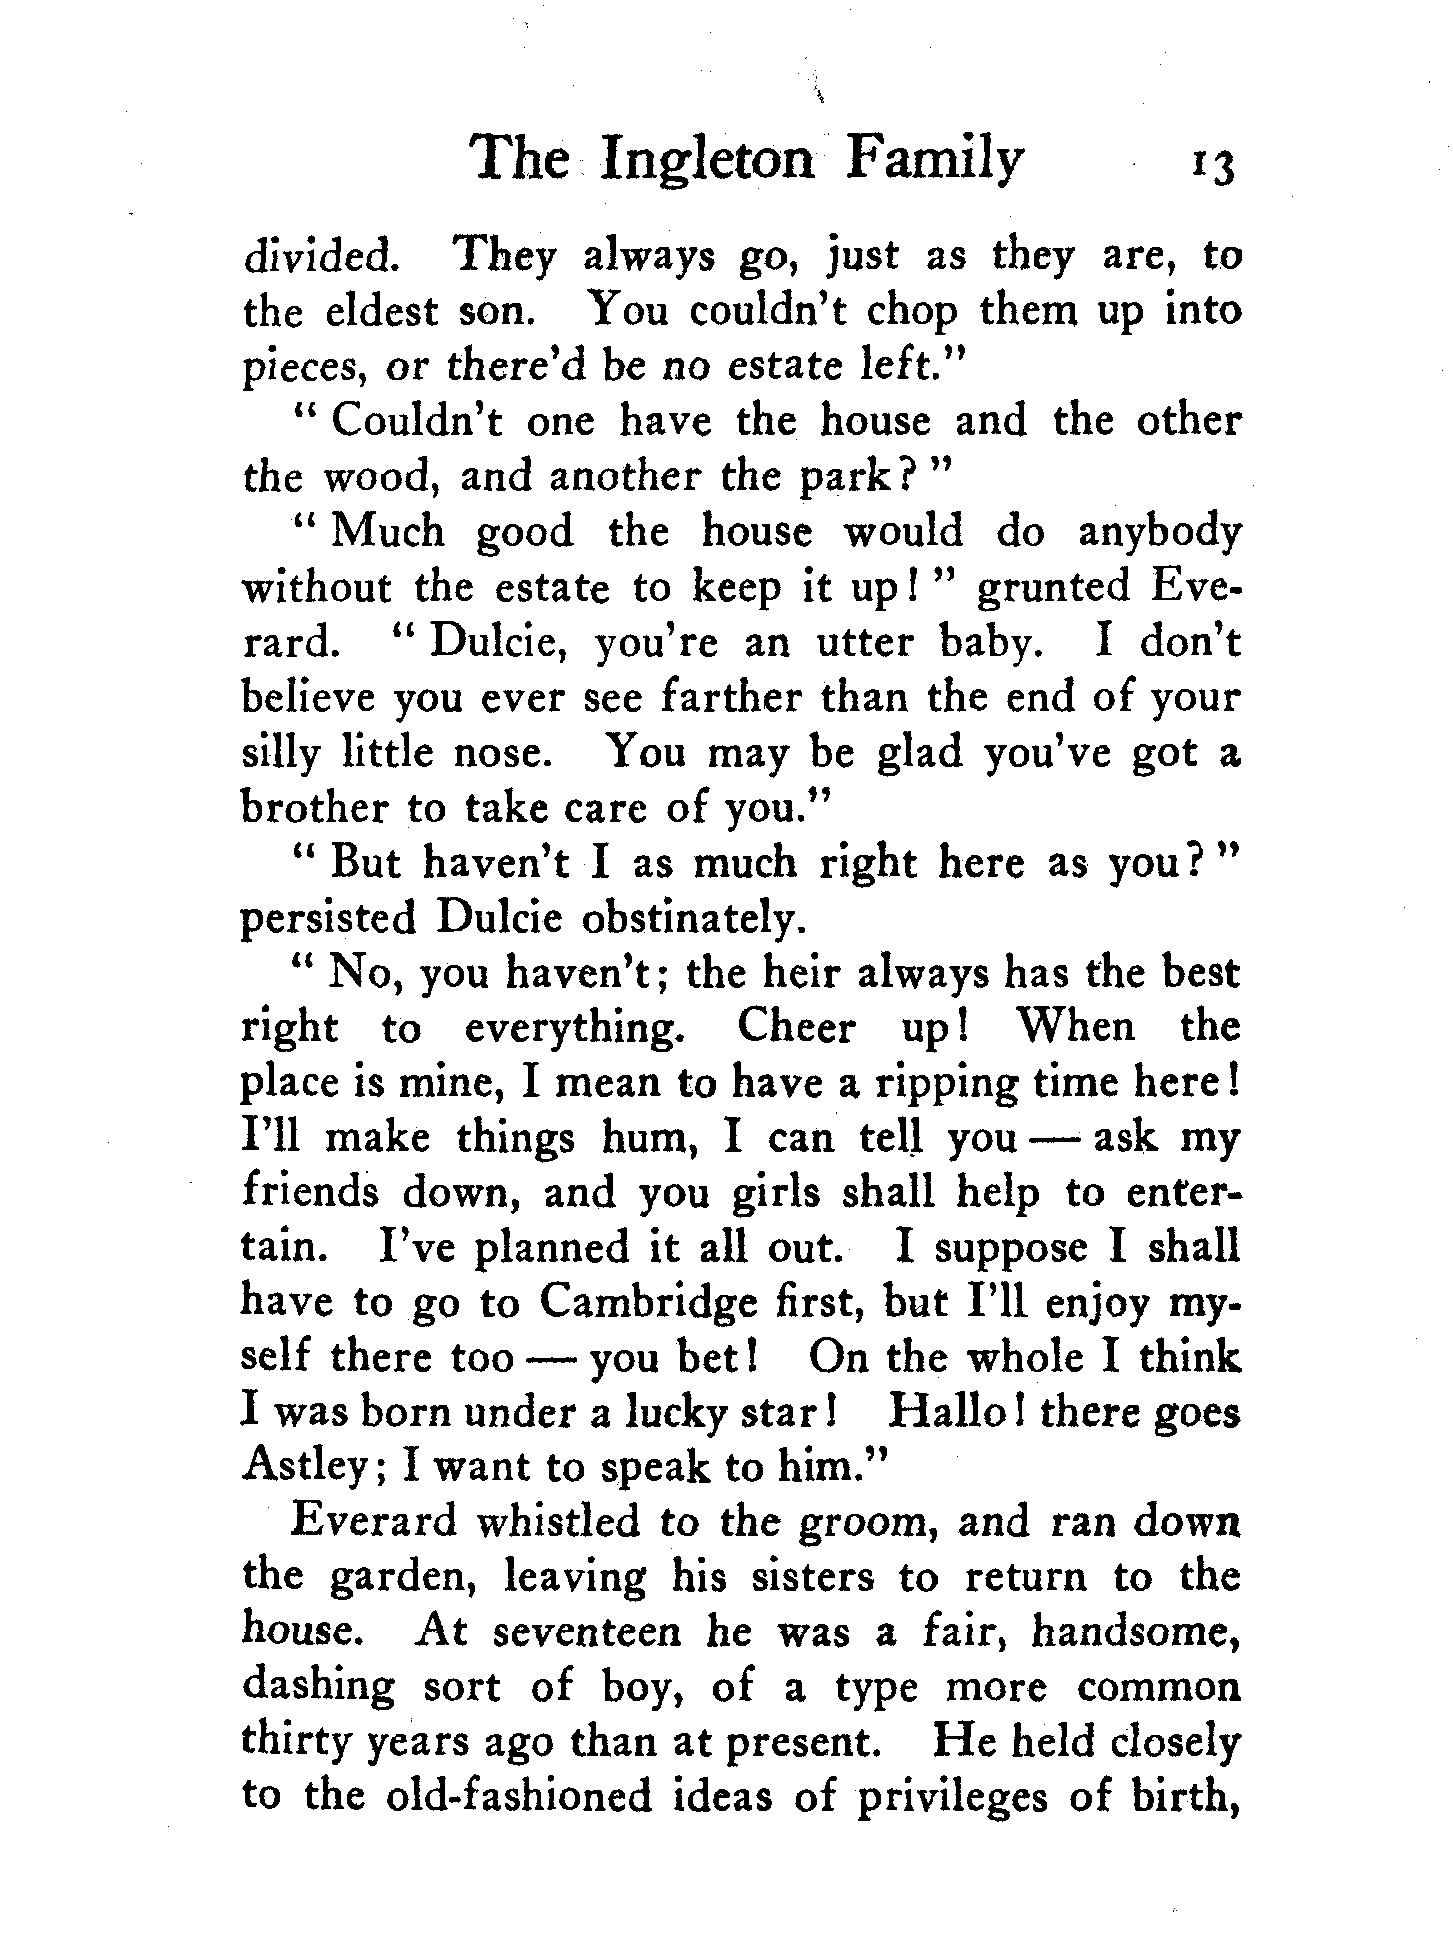 The Ingleton Family 13
divided. They always go, just as they are, to
the eldest son. You couldn't chop them up into
pieces, or there'd be no estate left."
" Couldn't one have the house and the other
the wood, and another the park? "
" Much good the house would do anybody
without the estate to keep it up! " grunted Eve-
rard. " Dulcie, you're an utter baby. I don't
believe you ever see farther than the end of your
silly little nose. You may be glad you've got a
brother to take care of you."
" But haven't I as much right here as you? "
persisted Dulcie obstinately.
" No, you haven't; the heir always has the best
right to everything. Cheer up! When the
place is mine, I mean to have a ripping time here!
I'll make things hum, I can tell you — ask my
friends down, and you girls shall help to enter-
tain. I've planned it all out. I suppose I shall
have to go to Cambridge first, but I'll enjoy my-
self there too — you bet! On the whole I think
I was born under a lucky star! Hallo! there goes
Astley; I want to speak to him."
Everard whistled to the groom, and ran down
the garden, leaving his sisters to return to the
house. At seventeen he was a fair, handsome,
dashing sort of boy, of a type more common
thirty years ago than at present. He held closely
to the old-fashioned ideas of privileges of birth,